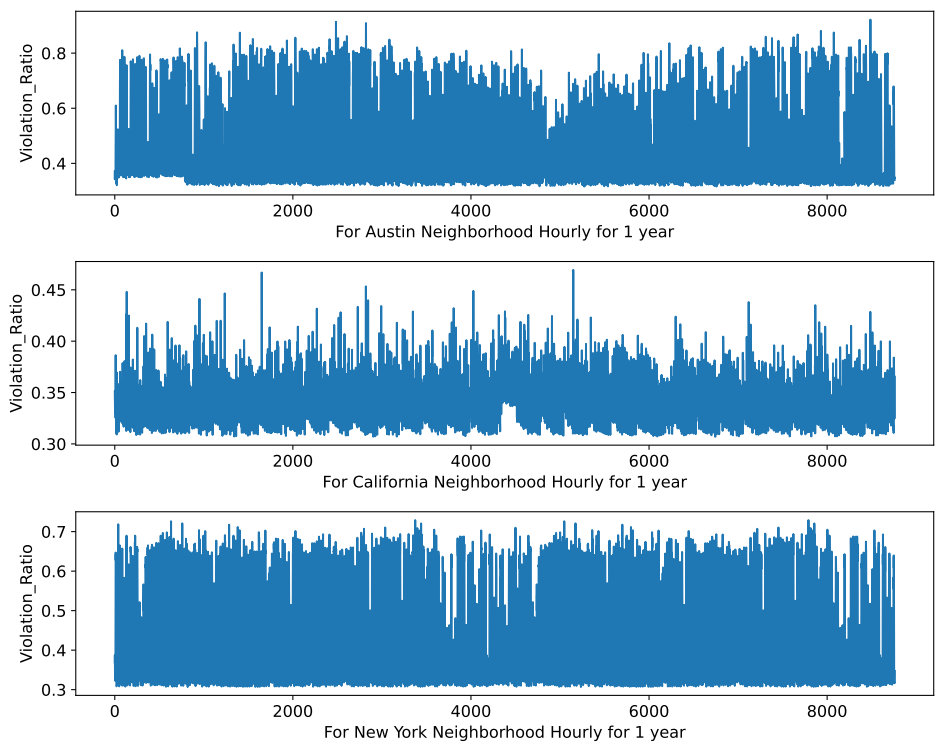 Violation_Ratio
0.8
0.6
0.4
0 2000 4000 6000 8000
For Austin Neighborhood Hourly for 1 year
Violation_Ratio
0.45
0.40
0.35
0.30
0 2000 4000 6000 8000
For California Neighborhood Hourly for 1 year
Violation_Ratio
0.7
0.6
0.5
0.4
0.3
0 2000 4000 6000 8000
For New York Neighborhood Hourly for 1 year